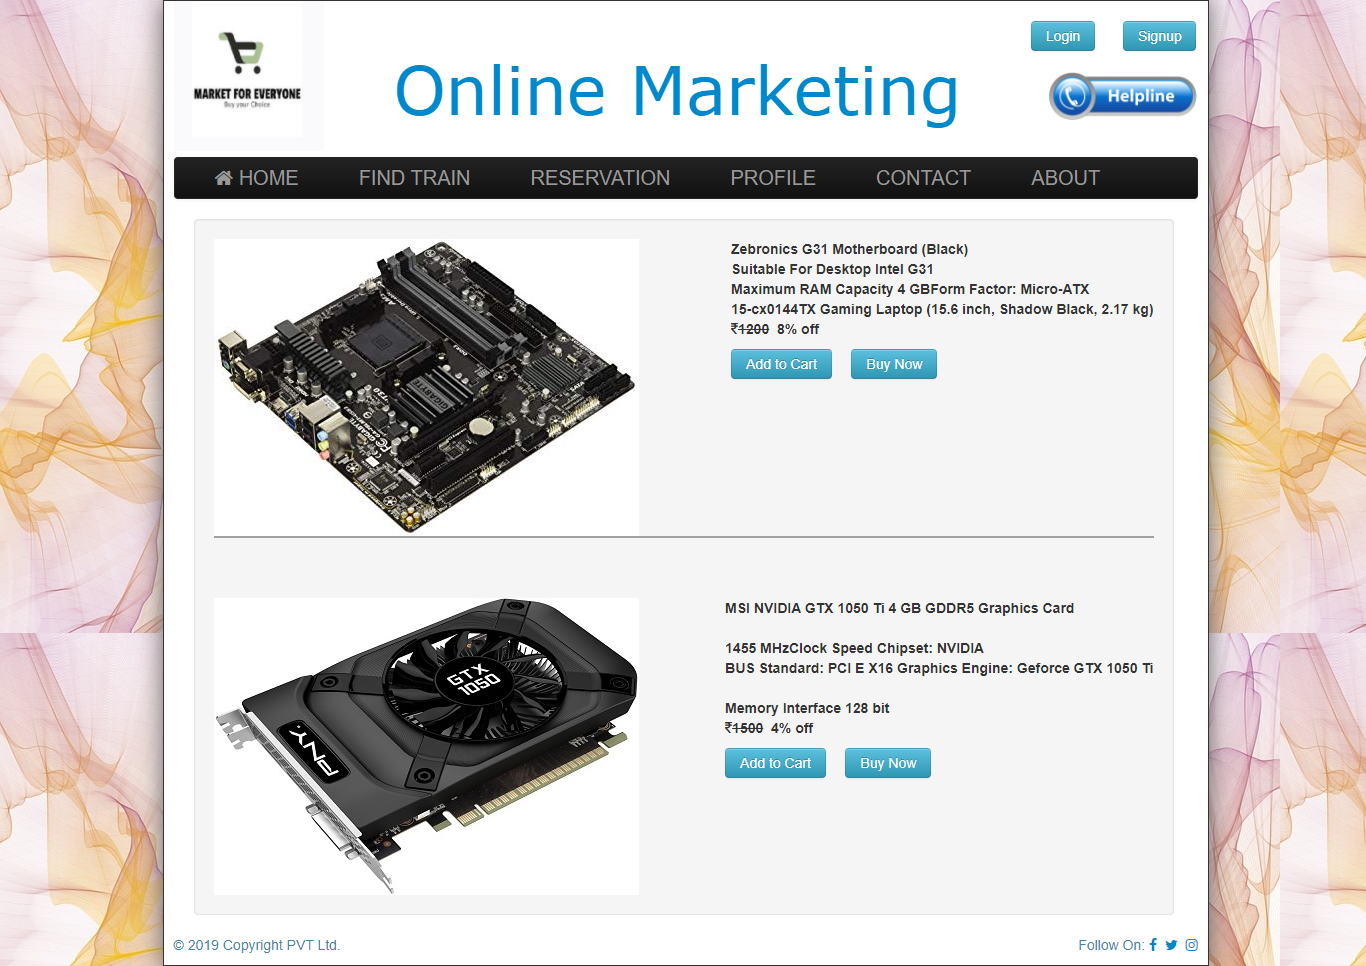 MARKET FOR EVERYONE
Buy your Choice
Online Marketing
Login
Signup
Helpline
HOME
FIND TRAIN
RESERVATION
PROFILE
CONTACT
ABOUT
Zebronics G31 Motherboard (Black)
Suitable For Desktop Intel G31
Maximum RAM Capacity 4 GBForm Factor: Micro-ATX
15-cx0144TX Gaming Laptop (15.6 inch, Shadow Black, 2.17 kg)
₹1200 8% off
Add to Cart
Buy Now
GIGABYTE
MSI NVIDIA GTX 1050 Ti 4 GB GDDR5 Graphics Card
1455 MHzClock Speed Chipset: NVIDIA
BUS Standard: PCI E X16 Graphics Engine: Geforce GTX 1050 Ti
Memory Interface 128 bit
₹1500 4% off
Add to Cart
Buy Now
GTX
1050
PNY
© 2019 Copyright PVT Ltd.
Follow On: